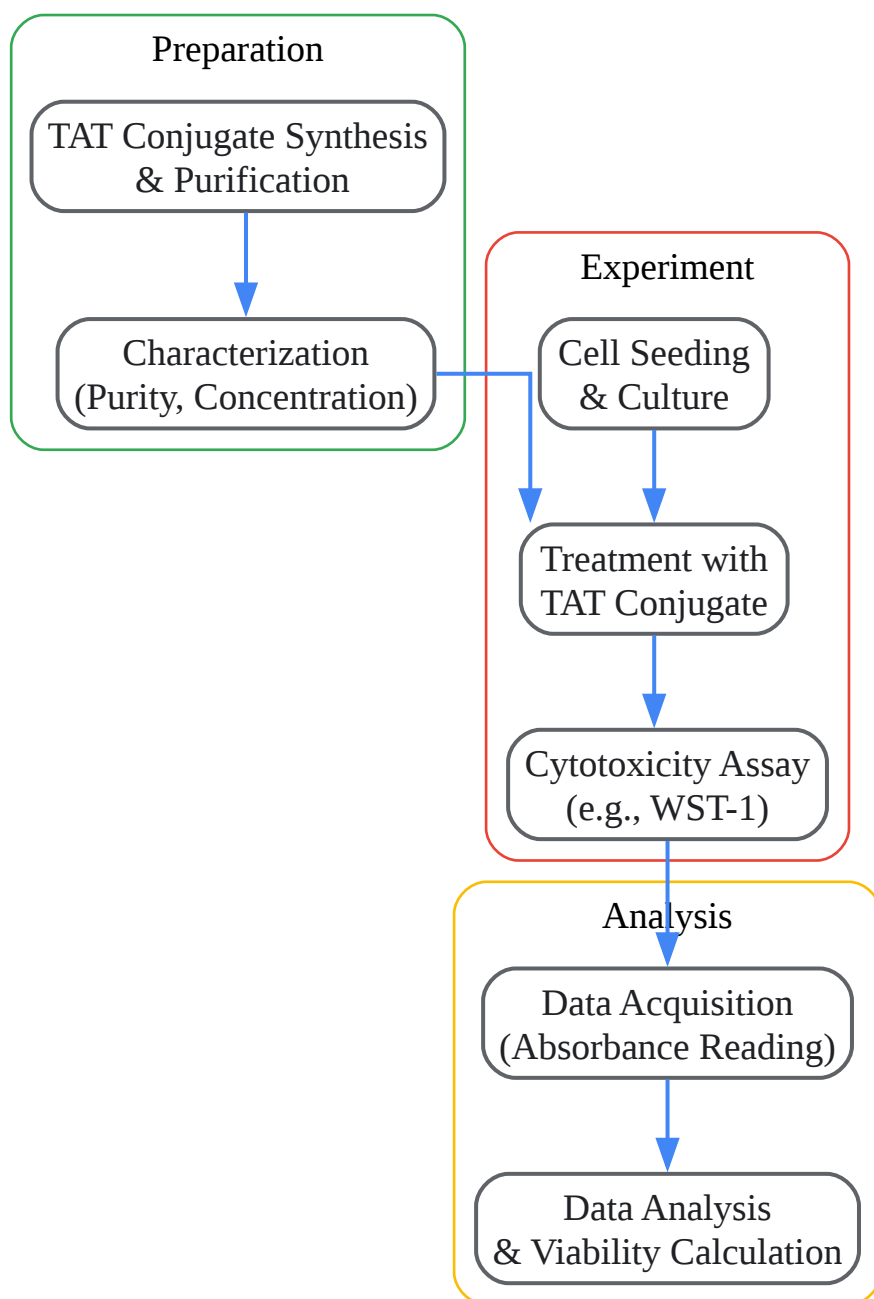 Preparation
TAT Conjugate Synthesis
& Purification
Characterization
(Purity, Concentration)
Experiment
Cell Seeding
& Culture
Treatment with
TAT Conjugate
Cytotoxicity Assay
(e.g., WST-1)
Analysis
Data Acquisition
(Absorbance Reading)
Data Analysis
& Viability Calculation